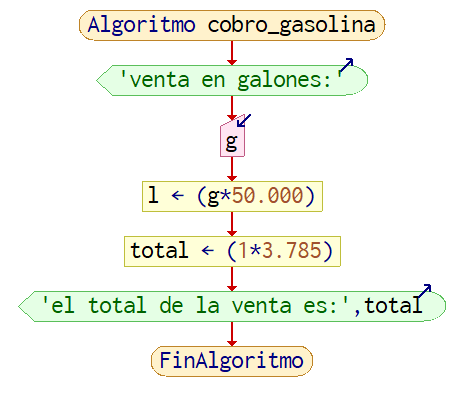 Algoritmo cobro_gasolina
'venta en galones:'
g
l ← (g*50.000)
total ← (1*3.785)
'el total de la venta es:',total
FinAlgoritmo